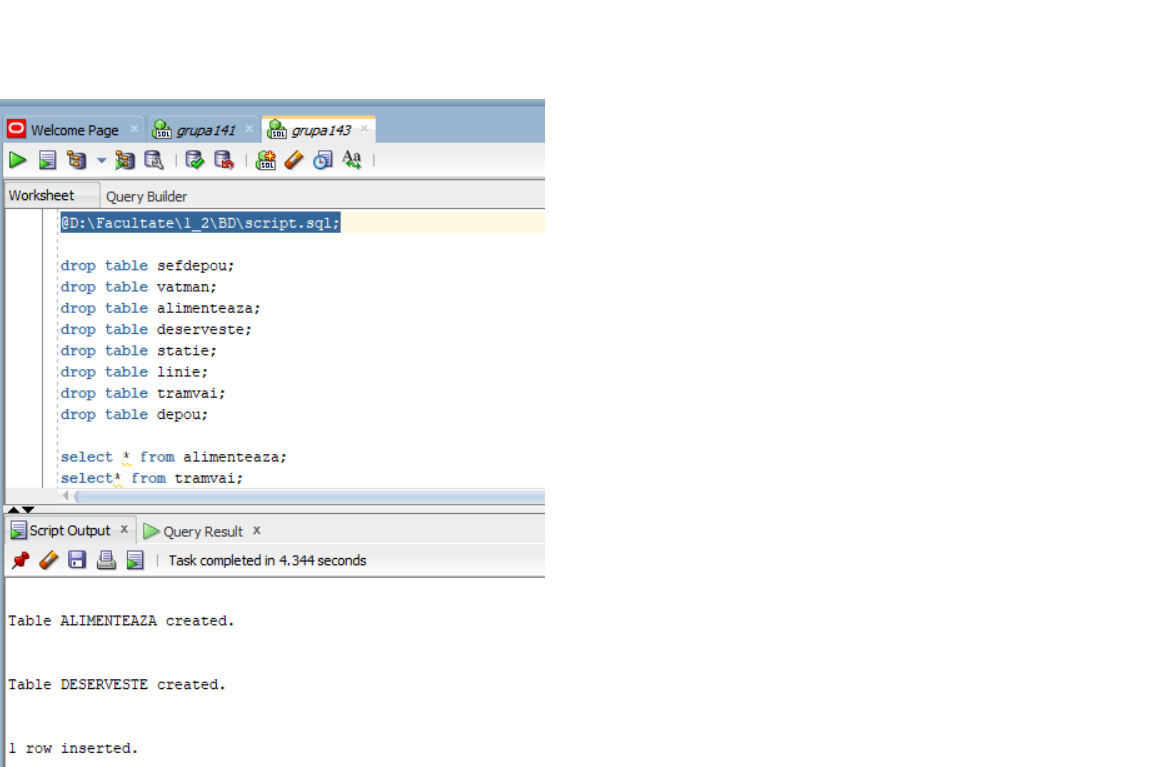 Welcome Page × grupa141 × grupa143 ×
Worksheet Query Builder
@D:\Facultate\1_2\BD\script.sql;
drop table sefdepou;
drop table vatman;
drop table alimenteaza;
drop table deserveste;
drop table statie;
drop table linie;
drop table tramvai;
drop table depou;
select * from alimenteaza;
select* from tramvai;
Script Output x Query Result x
Task completed in 4.344 seconds
Table ALIMENTEAZA created.
Table DESERVESTE created.
1 row inserted.